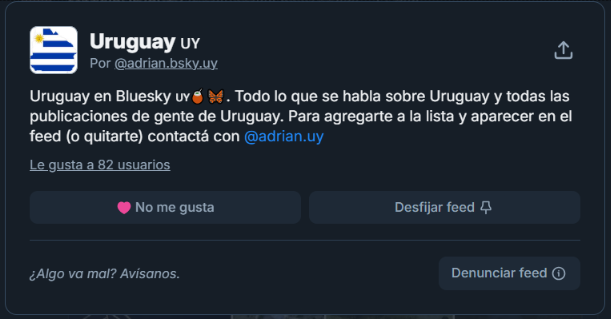 Uruguay UY
Por @adrian.bsky.uy
Uruguay en Bluesky UY🧉🦋. Todo lo que se habla sobre Uruguay y todas las
publicaciones de gente de Uruguay. Para agregarte a la lista y aparecer en el
feed (o quitarte) contactá con @adrian.uy
Le gusta a 82 usuarios
No me gusta
Desfijar feed
¿Algo va mal? Avísanos.
Denunciar feed